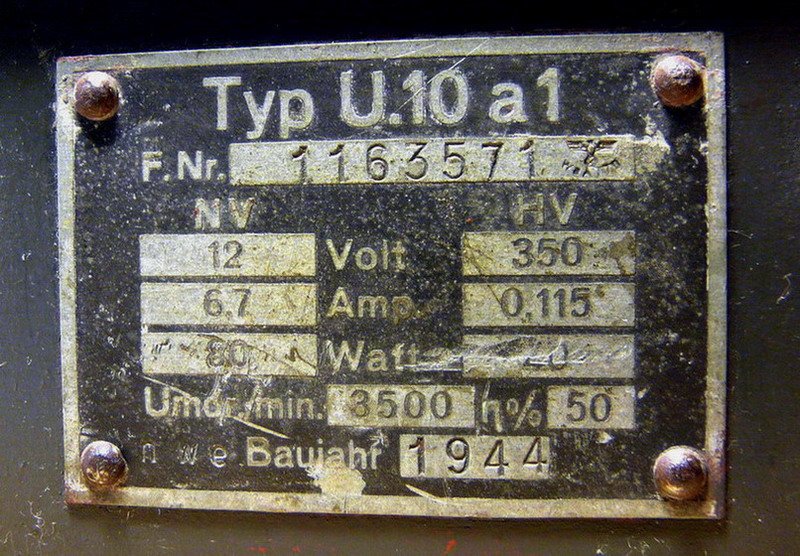 Typ U.10 a1
F. Nr. 1163571
NV HV
12 Volt 350
6,7 Amp. 0,115
80 Watt
Umdr./min. 3500 η% 50
n w e Baujahr 1944